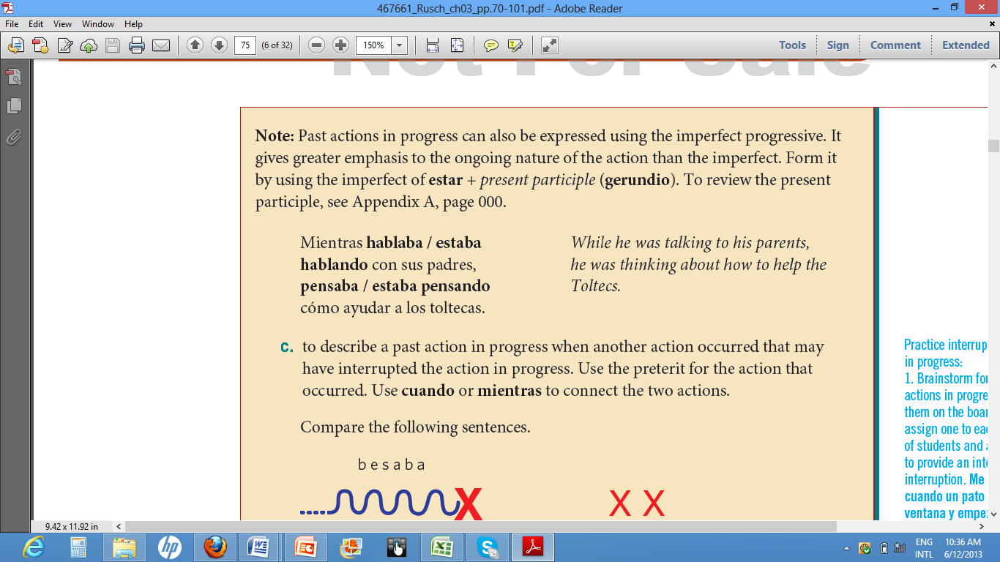 467661_Rusch_ch03_pp.70-101.pdf - Adobe Reader
File Edit View Window Help
75 (6 of 32) 150% Tools Sign Comment Extended
Not For Sale
Note: Past actions in progress can also be expressed using the imperfect progressive. It
gives greater emphasis to the ongoing nature of the action than the imperfect. Form it
by using the imperfect of estar + present participle (gerundio). To review the present
participle, see Appendix A, page 000.
Mientras hablaba / estaba
hablando con sus padres,
pensaba / estaba pensando
cómo ayudar a los toltecas.
While he was talking to his parents,
he was thinking about how to help the
Toltecs.
c. to describe a past action in progress when another action occurred that may
have interrupted the action in progress. Use the preterit for the action that
occurred. Use cuando or mientras to connect the two actions.
Compare the following sentences.
b e s a b a
X X X
Practice interrup
in progress:
1. Brainstorm fou
actions in progre
them on the boar
assign one to eac
of students and a
to provide an inte
interruption. Me
cuando un pato
ventana y empe
9.42 x 11.92 in
hp
ENG 10:36 AM
INTL 6/12/2013